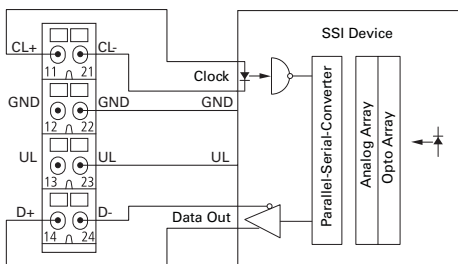 SSI Device
CL+ CL-
11 21
Clock
GND GND GND
12 22
UL UL UL
13 23
D+ D-
14 24
Data Out
Parallel-Serial-Converter
Analog Array
Opto Array